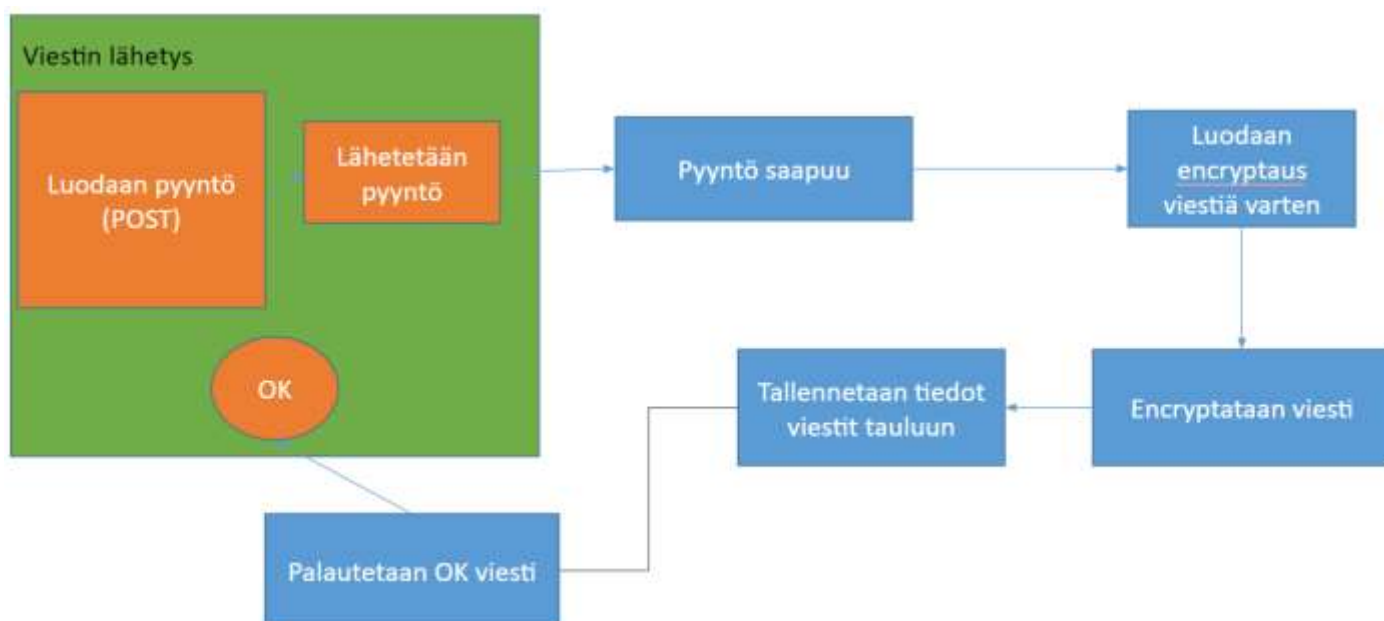 Viestin lähetys
Luodaan pyyntö
(POST)
Lähetetään
pyyntö
Pyyntö saapuu
Luodaan
encryptaus
viestiä varten
Encryptataan viesti
Tallennetaan tiedot
viestit tauluun
OK
Palautetaan OK viesti